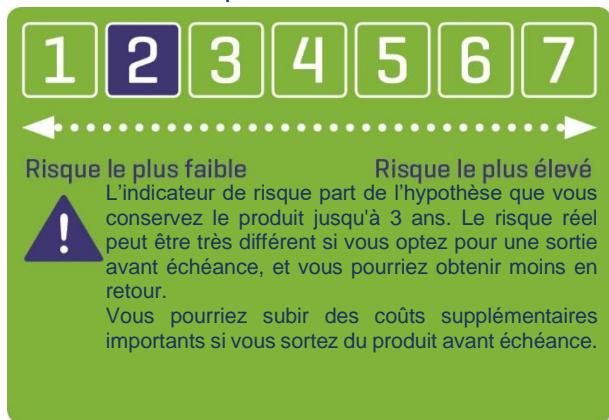 1 2 3 4 5 6 7
Risque le plus faible Risque le plus élevé
L'indicateur de risque part de l'hypothèse que vous
conservez le produit jusqu'à 3 ans. Le risque réel
peut être très différent si vous optez pour une sortie
avant échéance, et vous pourriez obtenir moins en
retour.
Vous pourriez subir des coûts supplémentaires
importants si vous sortez du produit avant échéance.